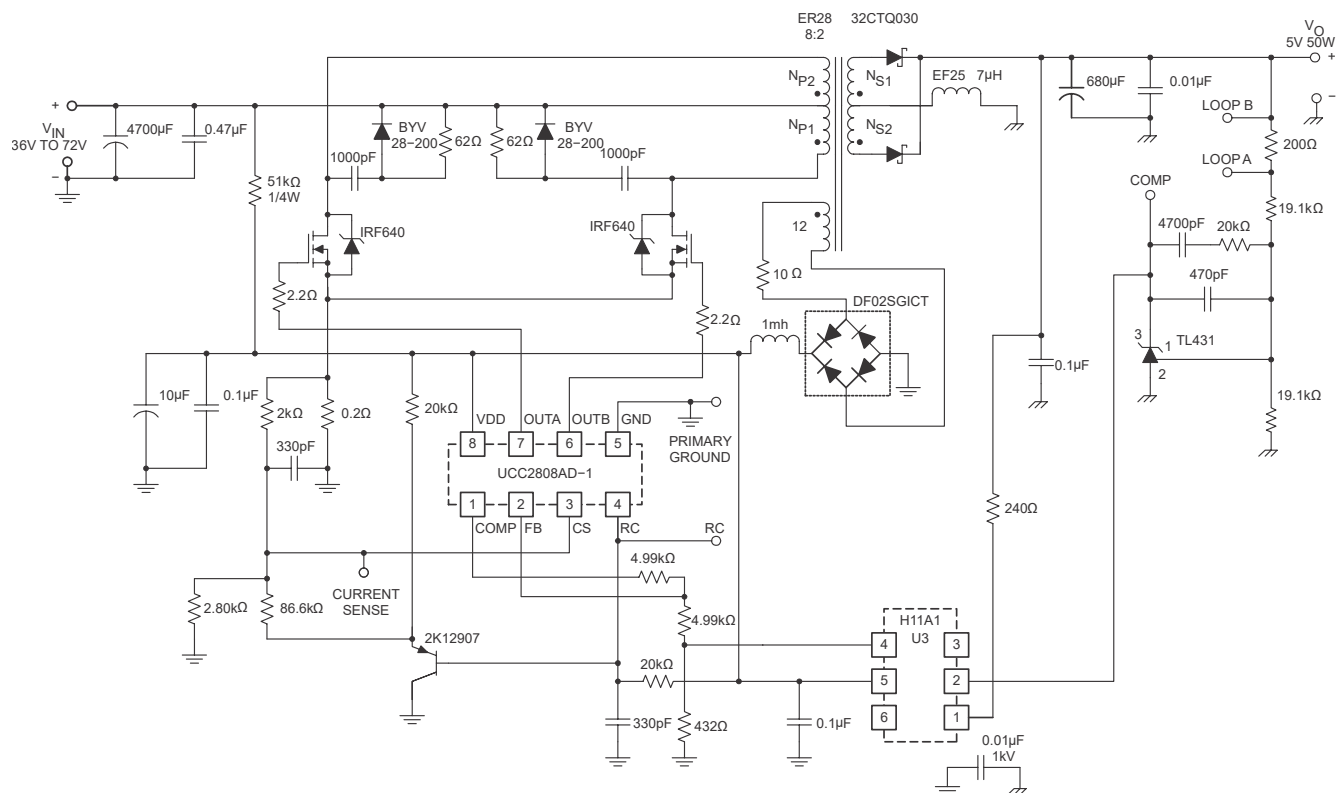 ER28 32CTQ030
8:2
VO
5V 50W
+
−
NP2
NS1
EF25 7µH
680µF
0.01µF
LOOP B
+
VIN
36V TO 72V
−
4700µF
0.47µF
BYV
28−200
62Ω
62Ω
BYV
28−200
NP1
NS2
1000pF
1000pF
200Ω
LOOP A
51kΩ
1/4W
COMP
19.1kΩ
IRF640
IRF640
12
4700pF
20kΩ
10 Ω
470pF
2.2Ω
2.2Ω
DF02SGICT
1mh
3
1
2
TL431
0.1µF
10µF
0.1µF
2kΩ
0.2Ω
20kΩ
19.1kΩ
330pF
VDD
OUTA
OUTB
GND
8
7
6
5
PRIMARY
GROUND
UCC2808AD−1
1
2
3
4
COMP
FB
CS
RC
RC
240Ω
4.99kΩ
CURRENT
SENSE
2.80kΩ
86.6kΩ
4.99kΩ
H11A1
U3
2K12907
4
3
20kΩ
5
2
6
1
330pF
432Ω
0.1µF
0.01µF
1kV